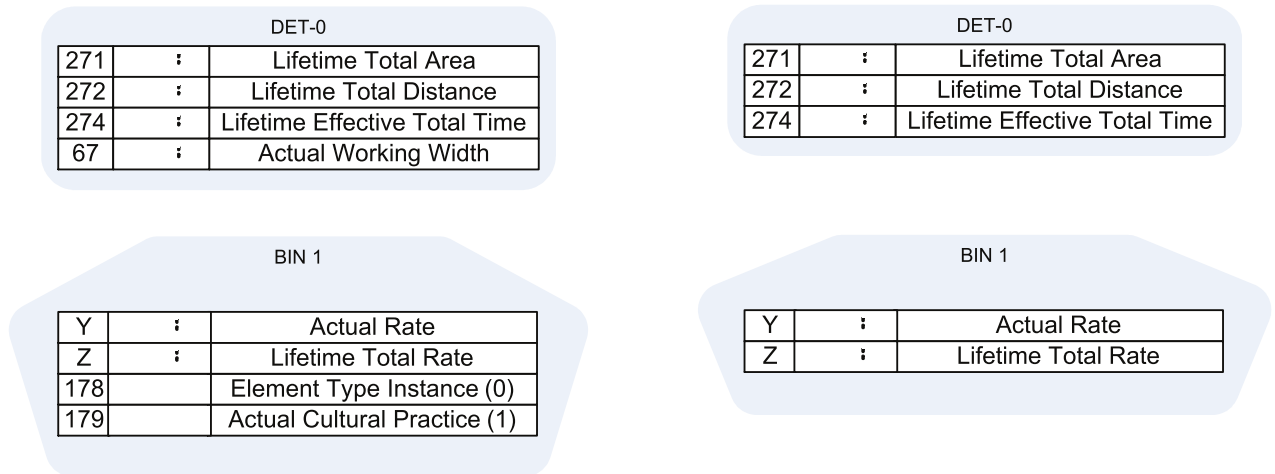 DET-0
271 Lifetime Total Area
272 Lifetime Total Distance
274 Lifetime Effective Total Time
67 Actual Working Width
DET-0
271 Lifetime Total Area
272 Lifetime Total Distance
274 Lifetime Effective Total Time
BIN 1
Y Actual Rate
Z Lifetime Total Rate
178 Element Type Instance (0)
179 Actual Cultural Practice (1)
BIN 1
Y Actual Rate
Z Lifetime Total Rate